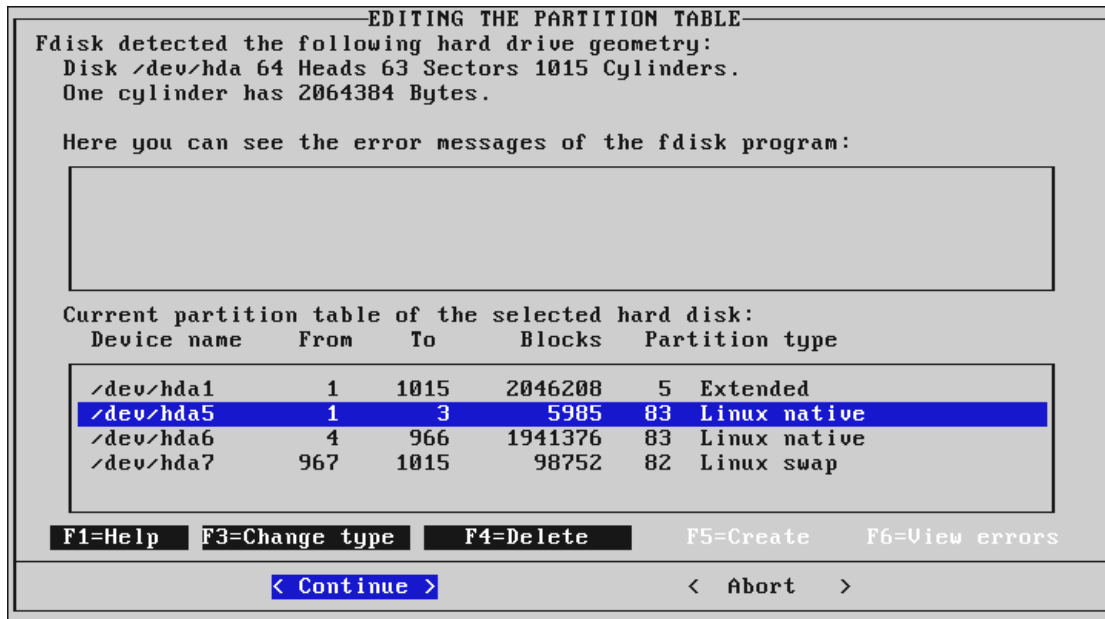 EDITING THE PARTITION TABLE
Fdisk detected the following hard drive geometry:
Disk /dev/hda 64 Heads 63 Sectors 1015 Cylinders.
One cylinder has 2064384 Bytes.
Here you can see the error messages of the fdisk program:
Current partition table of the selected hard disk:
Device name From To Blocks Partition type
/dev/hda1 1 1015 2046208 5 Extended
/dev/hda5 1 3 5985 83 Linux native
/dev/hda6 4 966 1941376 83 Linux native
/dev/hda7 967 1015 98752 82 Linux swap
F1=Help F3=Change type F4=Delete F5=Create F6=View errors
< Continue > < Abort >